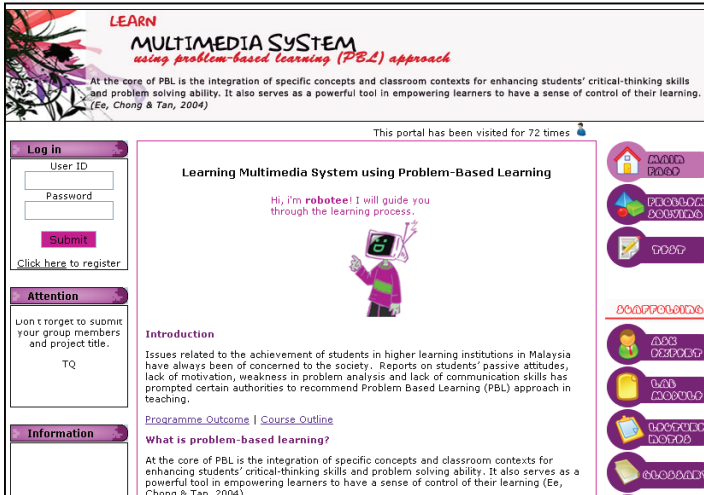 LEARN
MULTIMEDIA SYSTEM
using problem-based learning (PBL) approach
At the core of PBL is the integration of specific concepts and classroom contexts for enhancing students' critical-thinking skills
and problem solving ability. It also serves as a powerful tool in empowering learners to have a sense of control of their learning.
(Ee, Chong & Tan, 2004)
This portal has been visited for 72 times
Log in
User ID
Password
Submit
Click here to register
Attention
Don't forget to submit
your group members
and project title.
TQ
Information
Learning Multimedia System using Problem-Based Learning
Hi, i'm robotee! I will guide you
through the learning process.
Introduction
Issues related to the achievement of students in higher learning institutions in Malaysia
have always been of concerned to the society. Reports on students' passive attitudes,
lack of motivation, weakness in problem analysis and lack of communication skills has
prompted certain authorities to recommend Problem Based Learning (PBL) approach in
teaching.
Programme Outcome | Course Outline
What is problem-based learning?
At the core of PBL is the integration of specific concepts and classroom contexts for
enhancing students' critical-thinking skills and problem solving ability. It also serves as a
powerful tool in empowering learners to have a sense of control of their learning (Ee,
Chong & Tan, 2004)
MAIN
PAGE
PROBLEM
SOLVING
TEST
SCAFFOLDING
ASK
EXPERT
LAB
MODULE
LECTURE
NOTES
GLOSSARY